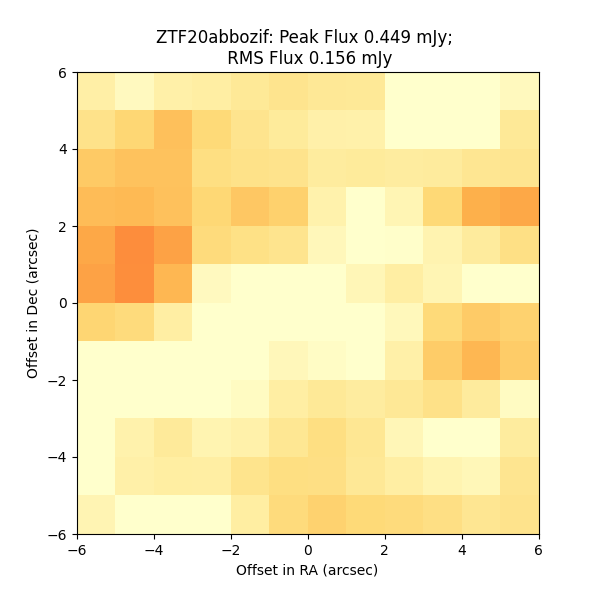 ZTF20abbozif: Peak Flux 0.449 mJy;
RMS Flux 0.156 mJy
6
4
2
0
−2
−4
−6
Offset in Dec (arcsec)
−6 −4 −2 0 2 4 6
Offset in RA (arcsec)